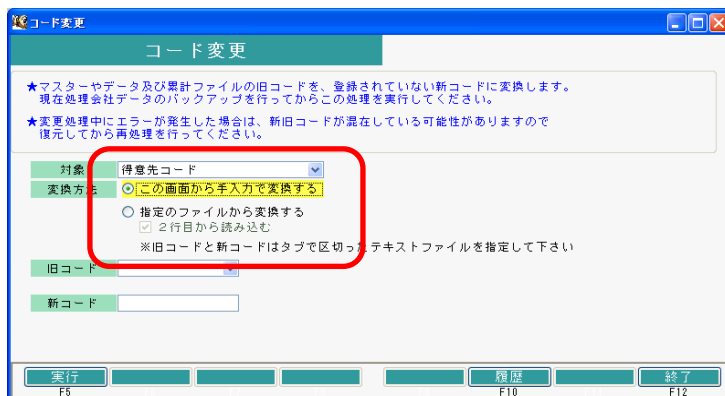 コード変更
コード変更
★マスターやデータ及び累計ファイルの旧コードを、登録されていない新コードに変換します。
現在処理会社データのバックアップを行ってからこの処理を実行してください。
★変更処理中にエラーが発生した場合は、新旧コードが混在している可能性がありますので
復元してから再処理を行ってください。
対象 得意先コード
変換方法 この画面から手入力で変換する
指定のファイルから変換する
２行目から読み込む
※旧コードと新コードはタブで区切ったテキストファイルを指定して下さい
旧コード
新コード
実行 履歴 終了
F5 F10 F12